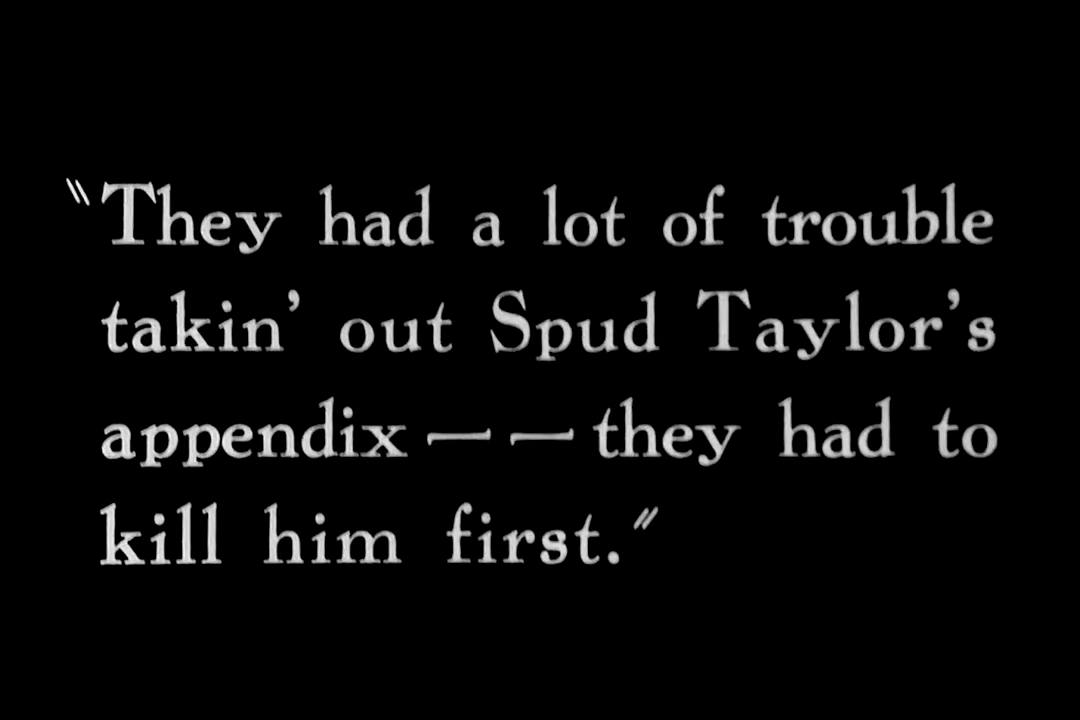 "They had a lot of trouble
takin' out Spud Taylor's
appendix — — they had to
kill him first."